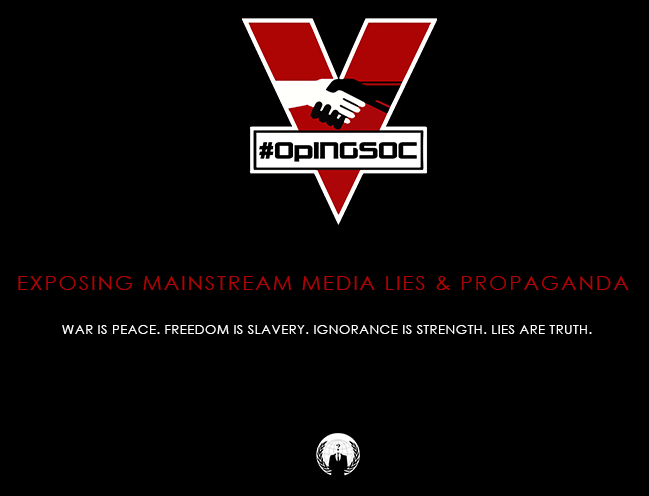 #OpINGSOC
EXPOSING MAINSTREAM MEDIA LIES & PROPAGANDA
WAR IS PEACE. FREEDOM IS SLAVERY. IGNORANCE IS STRENGTH. LIES ARE TRUTH.
?